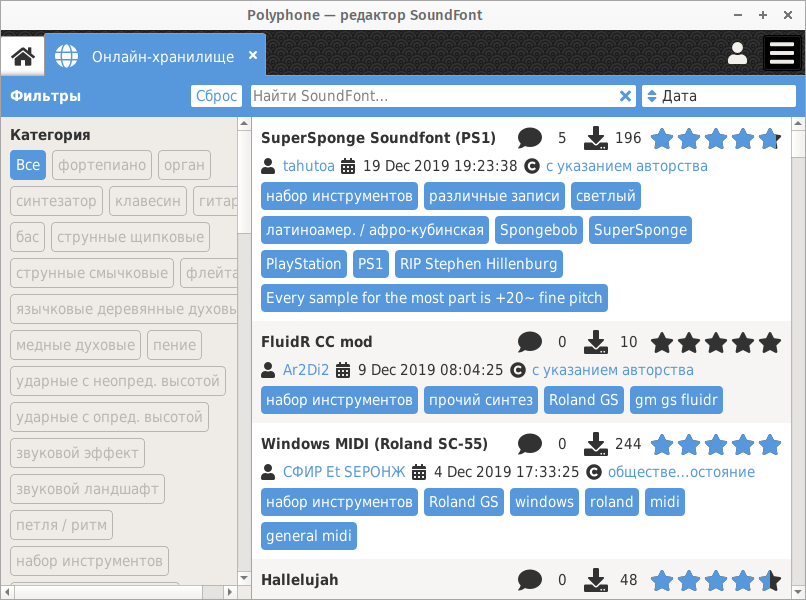 Polyphone — редактор SoundFont
Онлайн-хранилище
Фильтры
Сброс
Найти SoundFont...
Дата
Категория
Все фортепиано орган
синтезатор клавесин гитар
бас струнные щипковые
струнные смычковые флейта
язычковые деревянные духовы
медные духовые пение
ударные с неопред. высотой
ударные с опред. высотой
звуковой эффект
звуковой ландшафт
петля / ритм
набор инструментов
SuperSponge Soundfont (PS1) 5 196
tahutoa 19 Dec 2019 19:23:38 с указанием авторства
набор инструментов различные записи светлый
латиноамер. / афро-кубинская Spongebob SuperSponge
PlayStation PS1 RIP Stephen Hillenburg
Every sample for the most part is +20~ fine pitch
FluidR CC mod 0 10
Ar2Di2 9 Dec 2019 08:04:25 с указанием авторства
набор инструментов прочий синтез Roland GS gm gs fluidr
Windows MIDI (Roland SC-55) 0 244
СФИР Et SEPOНЖ 4 Dec 2019 17:33:25 обществе...остояние
набор инструментов Roland GS windows roland midi
general midi
Hallelujah 0 48